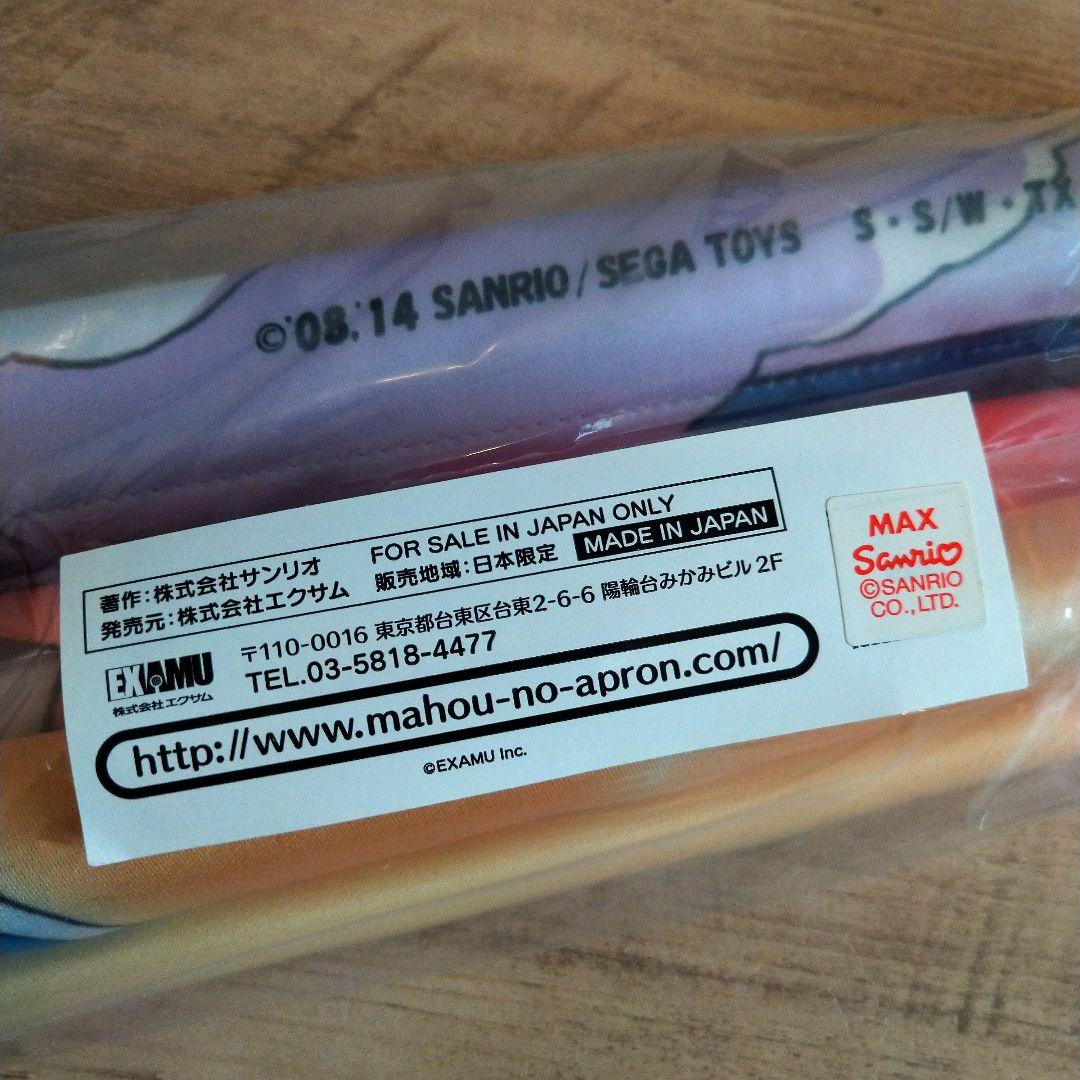 ©'08,'14 SANRIO/SEGA TOYS S・S/W・TX
著作:株式会社サンリオ
発売元:株式会社エクサム
FOR SALE IN JAPAN ONLY
販売地域:日本限定 MADE IN JAPAN
EXAMU
株式会社エクサム
〒110-0016 東京都台東区台東2-6-6 陽輪台みかみビル2F
TEL.03-5818-4477
http://www.mahou-no-apron.com/
©EXAMU Inc.
MAX
Sanrio
©SANRIO
CO.,LTD.